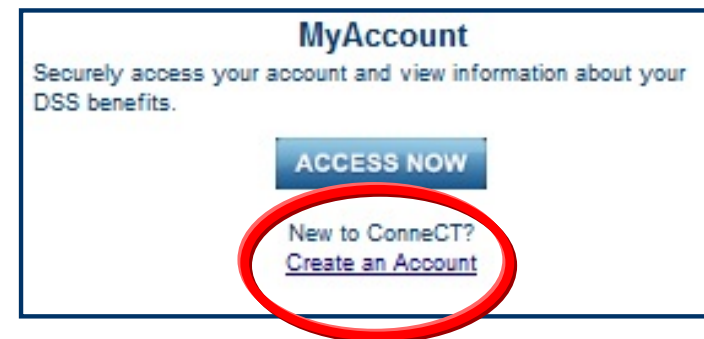 MyAccount
Securely access your account and view information about your
DSS benefits.
ACCESS NOW
New to ConneCT?
Create an Account